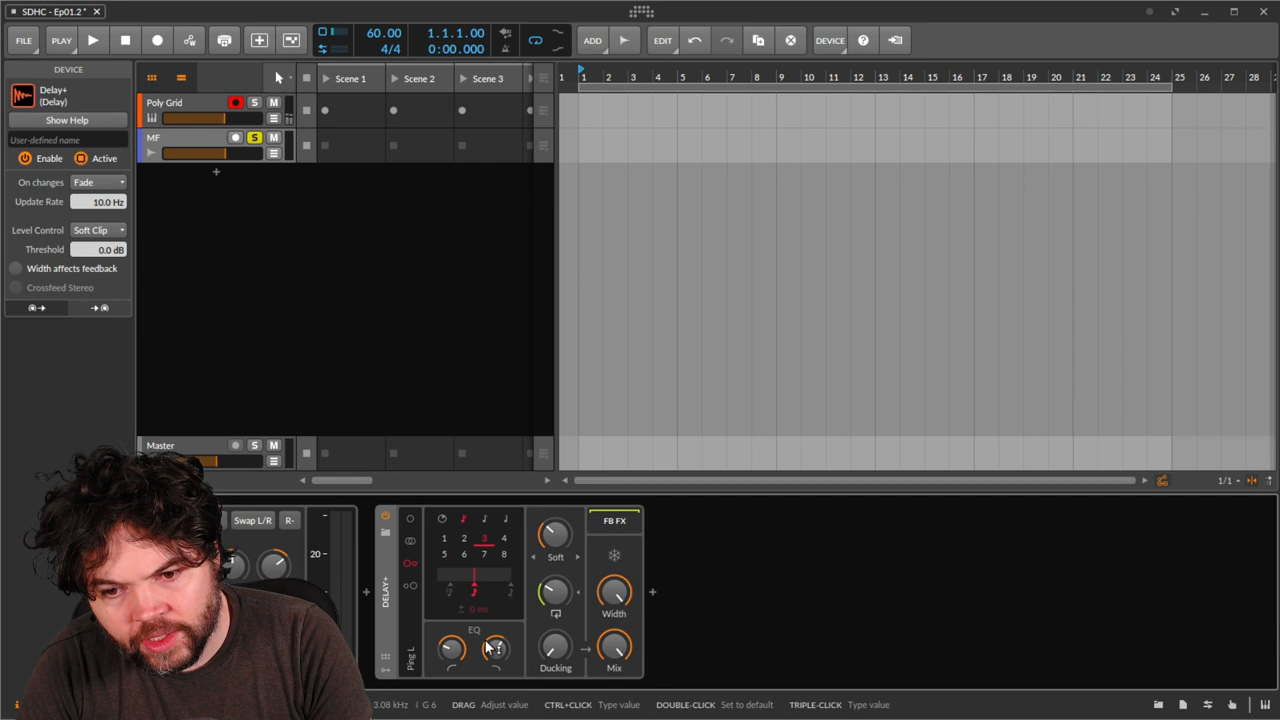 SDHC - Ep01.2* ×
FILE PLAY 60.00 4/4 1.1.1.00 0:00.000 ADD EDIT DEVICE ?
DEVICE
Delay+
(Delay)
Show Help
User-defined name
Enable Active
On changes Fade
Update Rate 10.0 Hz
Level Control Soft Clip
Threshold 0.0 dB
Width affects feedback
Crossfeed Stereo
Scene 1 Scene 2 Scene 3
Poly Grid S M
MF S M
+
Master S M
1 1 2 3 4 5 6 7 8 9 10 11 12 13 14 15 16 17 18 19 20 21 22 23 24 25 26 27 28
1/1
Swap L/R R-
20
+
DELAY+
Ping L
1 2 3 4
5 6 7 8
± 0 ms
EQ
Soft
Ducking
FB FX
Width
Mix
+
3.08 kHz G 6 DRAG Adjust value CTRL+CLICK Type value DOUBLE-CLICK Set to default TRIPLE-CLICK Type value